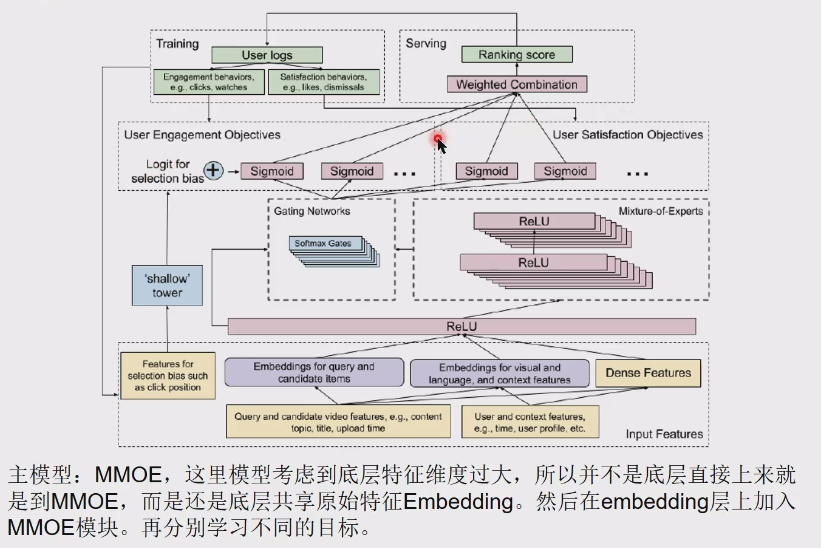 Training
User logs
Engagement behaviors,
e.g., clicks, watches
Satisfaction behaviors,
e.g., likes, dismissals
Serving
Ranking score
Weighted Combination
User Engagement Objectives
User Satisfaction Objectives
Logit for
selection bias
+
Sigmoid
Sigmoid
...
Sigmoid
Sigmoid
...
Gating Networks
Softmax Gates
Mixture-of-Experts
ReLU
ReLU
'shallow'
tower
ReLU
Features for
selection bias such
as click position
Embeddings for query and
candidate items
Embeddings for visual and
language, and context features
Dense Features
Query and candidate video features, e.g., content
topic, title, upload time
User and context features,
e.g., time, user profile, etc.
Input Features
主模型：MMOE，这里模型考虑到底层特征维度过大，所以并不是底层直接上来就
是到MMOE，而是还是底层共享原始特征Embedding。然后在embedding层上加入
MMOE模块。再分别学习不同的目标。